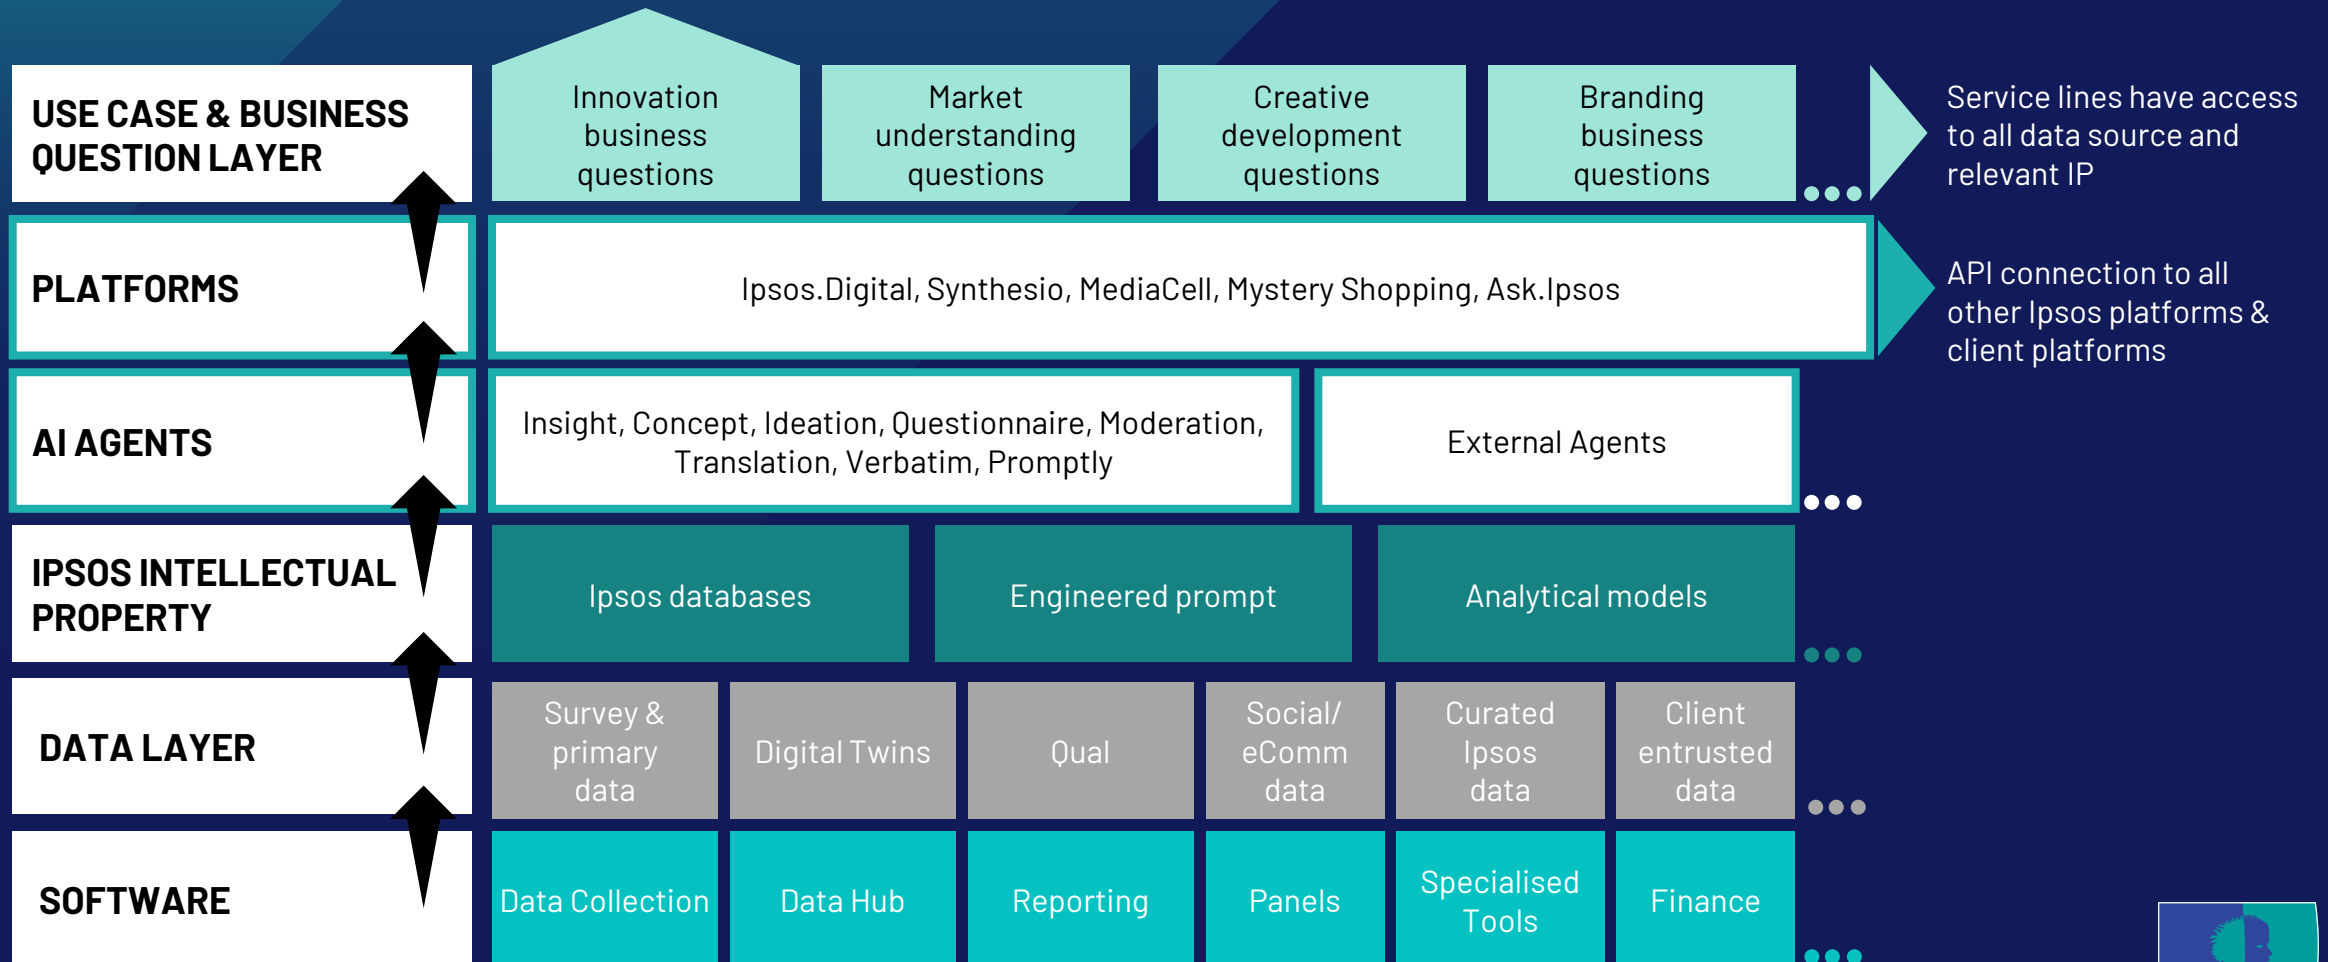 USE CASE & BUSINESS
QUESTION LAYER
Innovation
business
questions
Market
understanding
questions
Creative
development
questions
Branding
business
questions
Service lines have access
to all data source and
relevant IP
PLATFORMS
Ipsos.Digital, Synthesio, MediaCell, Mystery Shopping, Ask.Ipsos
API connection to all
other Ipsos platforms &
client platforms
AI AGENTS
Insight, Concept, Ideation, Questionnaire, Moderation,
Translation, Verbatim, Promptly
External Agents
IPSOS INTELLECTUAL
PROPERTY
Ipsos databases
Engineered prompt
Analytical models
DATA LAYER
Survey &
primary
data
Digital Twins
Qual
Social/
eComm
data
Curated
Ipsos
data
Client
entrusted
data
SOFTWARE
Data Collection
Data Hub
Reporting
Panels
Specialised
Tools
Finance